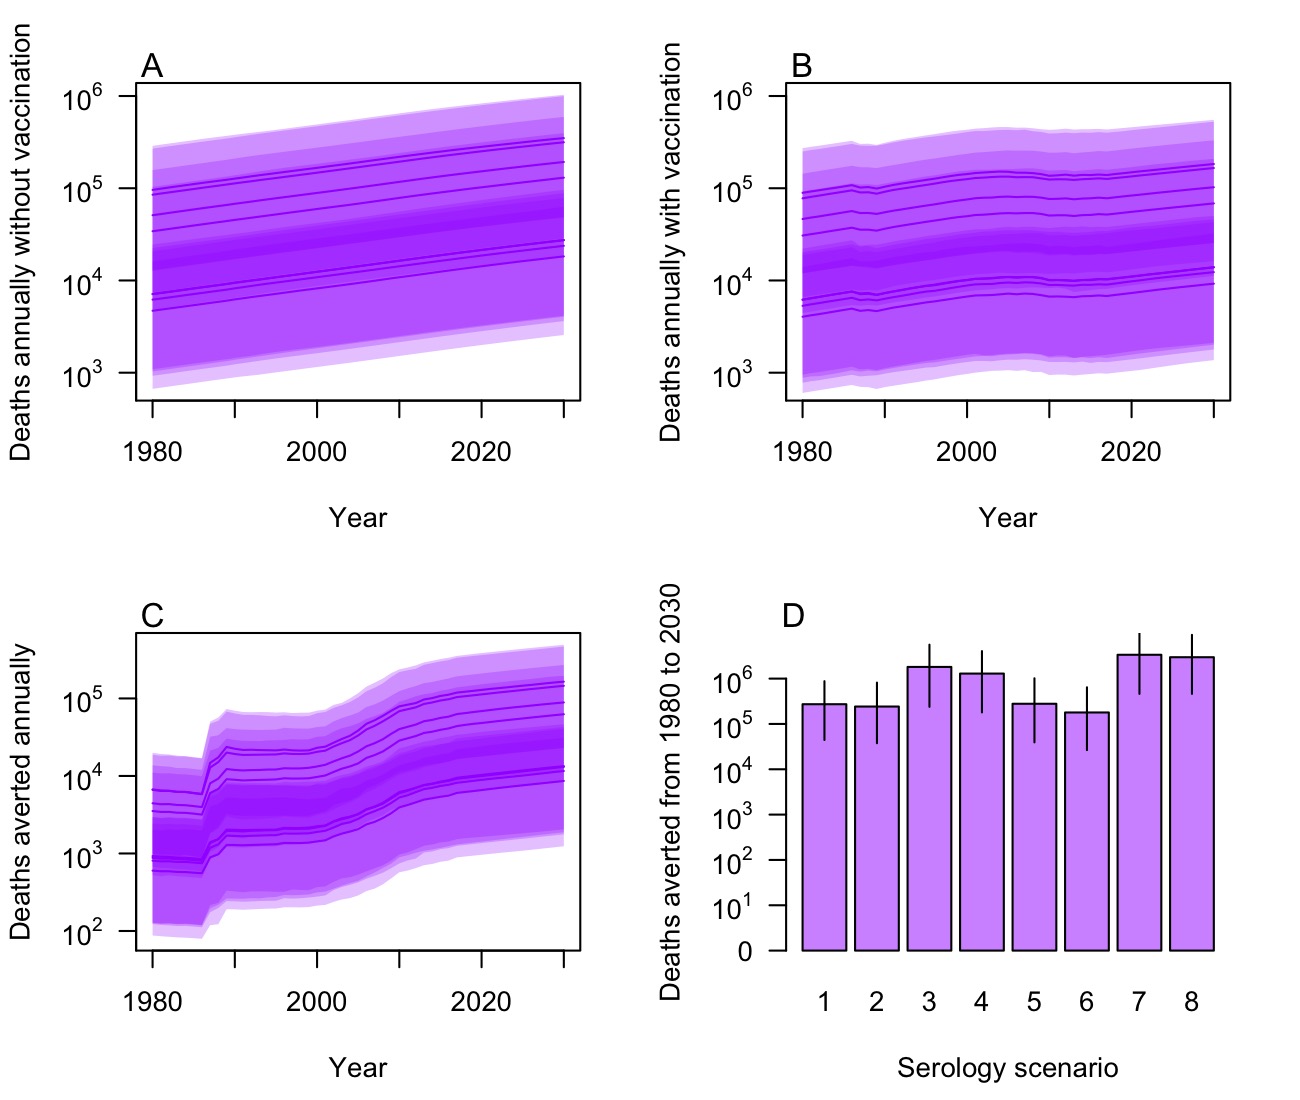 A
Deaths annually without vaccination
10^6
10^5
10^4
10^3
1980 2000 2020
Year
B
Deaths annually with vaccination
10^6
10^5
10^4
10^3
1980 2000 2020
Year
C
Deaths averted annually
10^5
10^4
10^3
10^2
1980 2000 2020
Year
D
Deaths averted from 1980 to 2030
10^6
10^5
10^4
10^3
10^2
10^1
0
1 2 3 4 5 6 7 8
Serology scenario